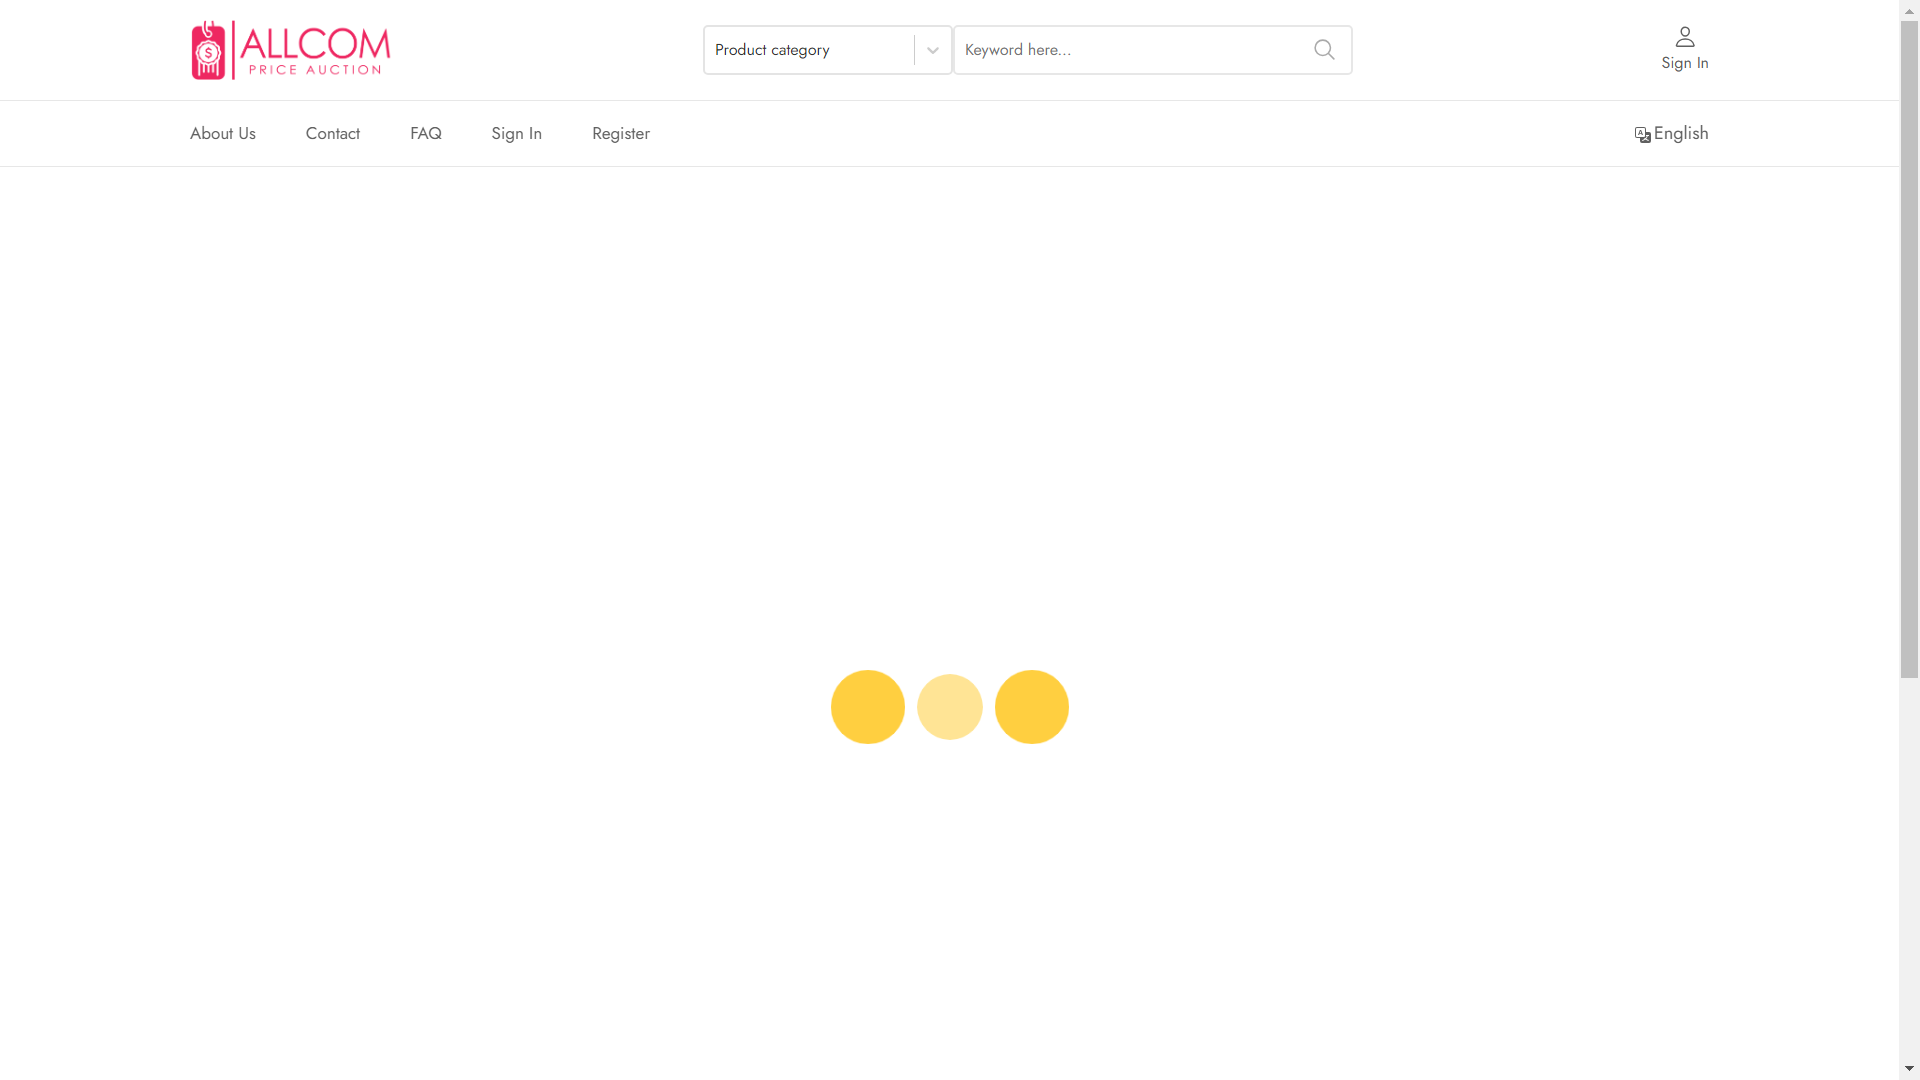 ALLCOM
PRICE AUCTION
Product category
Keyword here...
Sign In
About Us
Contact
FAQ
Sign In
Register
English